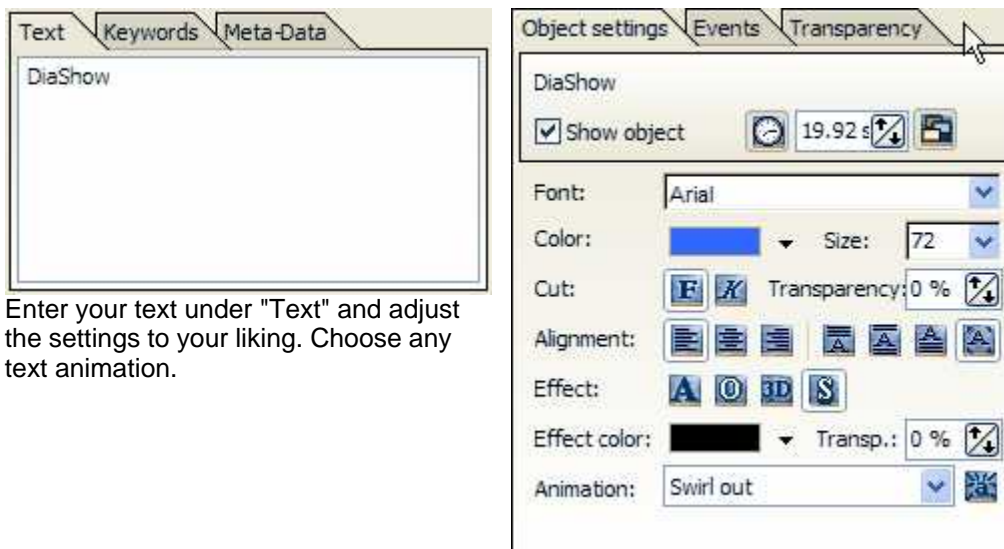 Text Keywords Meta-Data
DiaShow
Enter your text under "Text" and adjust
the settings to your liking. Choose any
text animation.
Object settings Events Transparency
DiaShow
Show object 19.92 s
Font: Arial
Color: Size: 72
Cut: F K Transparency: 0 %
Alignment: A A A A
Effect: A O 3D S
Effect color: Transp.: 0 %
Animation: Swirl out a